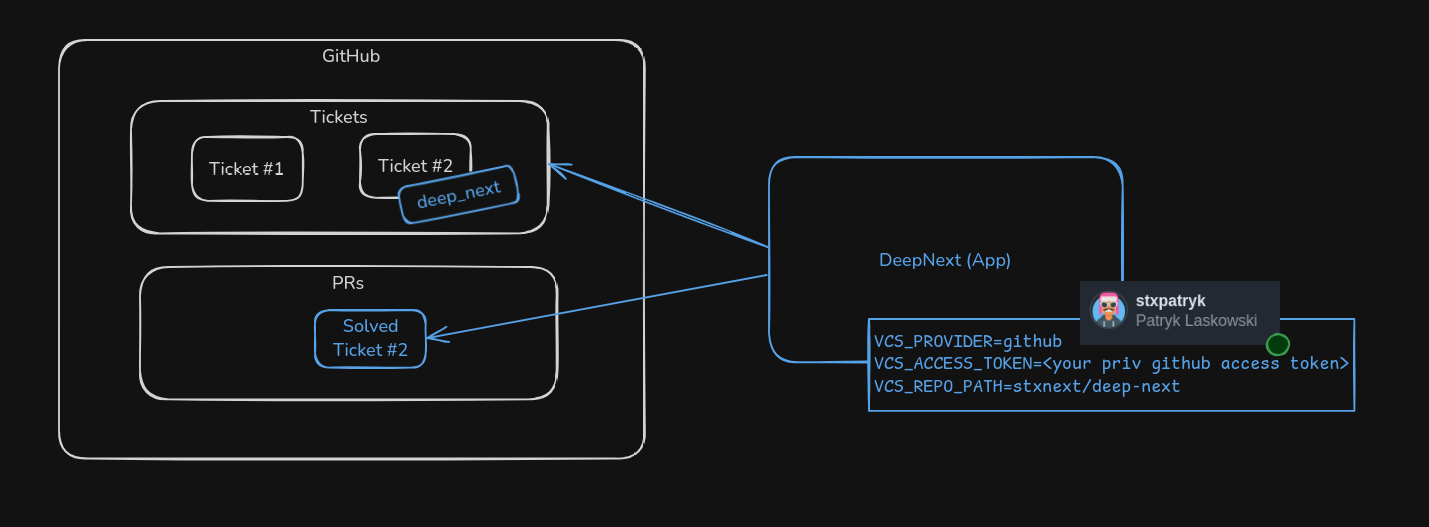 GitHub
Tickets
Ticket #1
Ticket #2
deep_next
PRs
Solved
Ticket #2
DeepNext (App)
stxpatryk
Patryk Laskowski
VCS_PROVIDER=github
VCS_ACCESS_TOKEN=<your priv github access token>
VCS_REPO_PATH=stxnext/deep-next